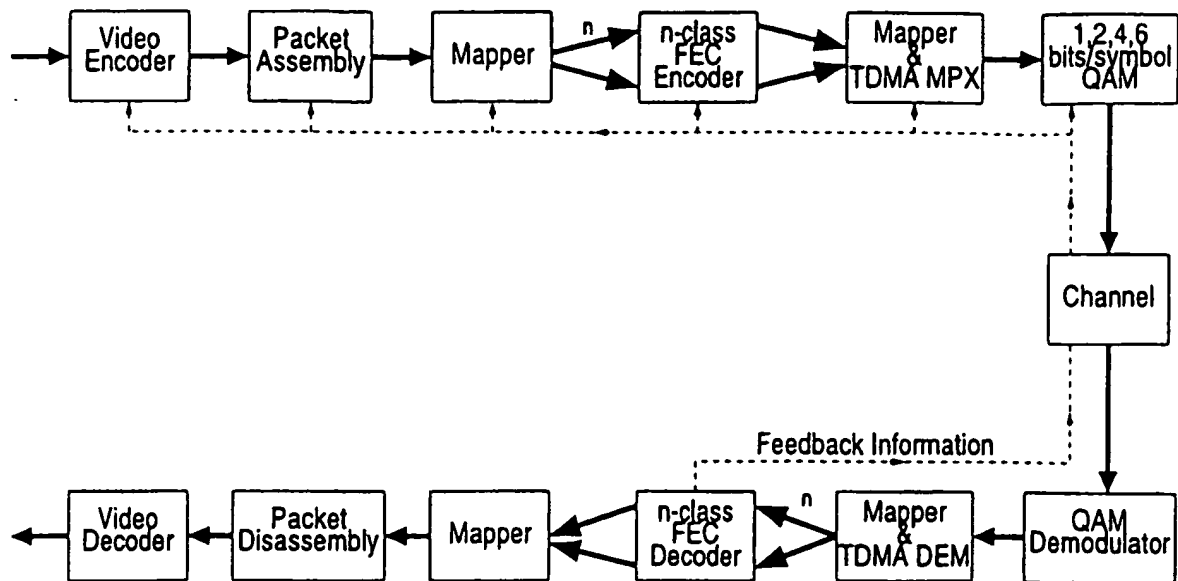 Video
Encoder
Packet
Assembly
Mapper
n
n-class
FEC
Encoder
Mapper
&
TDMA MPX
1,2,4,6
bits/symbol
QAM
Channel
Feedback Information
Video
Decoder
Packet
Disassembly
Mapper
n-class
FEC
Decoder
n
Mapper
&
TDMA DEM
QAM
Demodulator